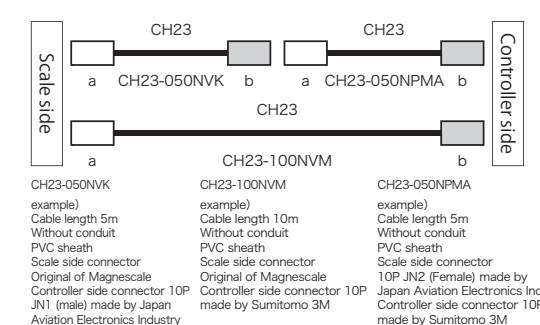 CH23
CH23
Scale side
Controller side
a
CH23-050NVK
b
a
CH23-050NPMA
b
CH23
a
CH23-100NVM
b
CH23-050NVK
example)
Cable length 5m
Without conduit
PVC sheath
Scale side connector
Original of Magnescale
Controller side connector 10P
JN1 (male) made by Japan
Aviation Electronics Industry
CH23-100NVM
example)
Cable length 10m
Without conduit
PVC sheath
Scale side connector
Original of Magnescale
Controller side connector 10P
made by Sumitomo 3M
CH23-050NPMA
example)
Cable length 5m
Without conduit
PVC sheath
Scale side connector
10P JN2 (Female) made by
Japan Aviation Electronics Ind
Controller side connector 10P
made by Sumitomo 3M